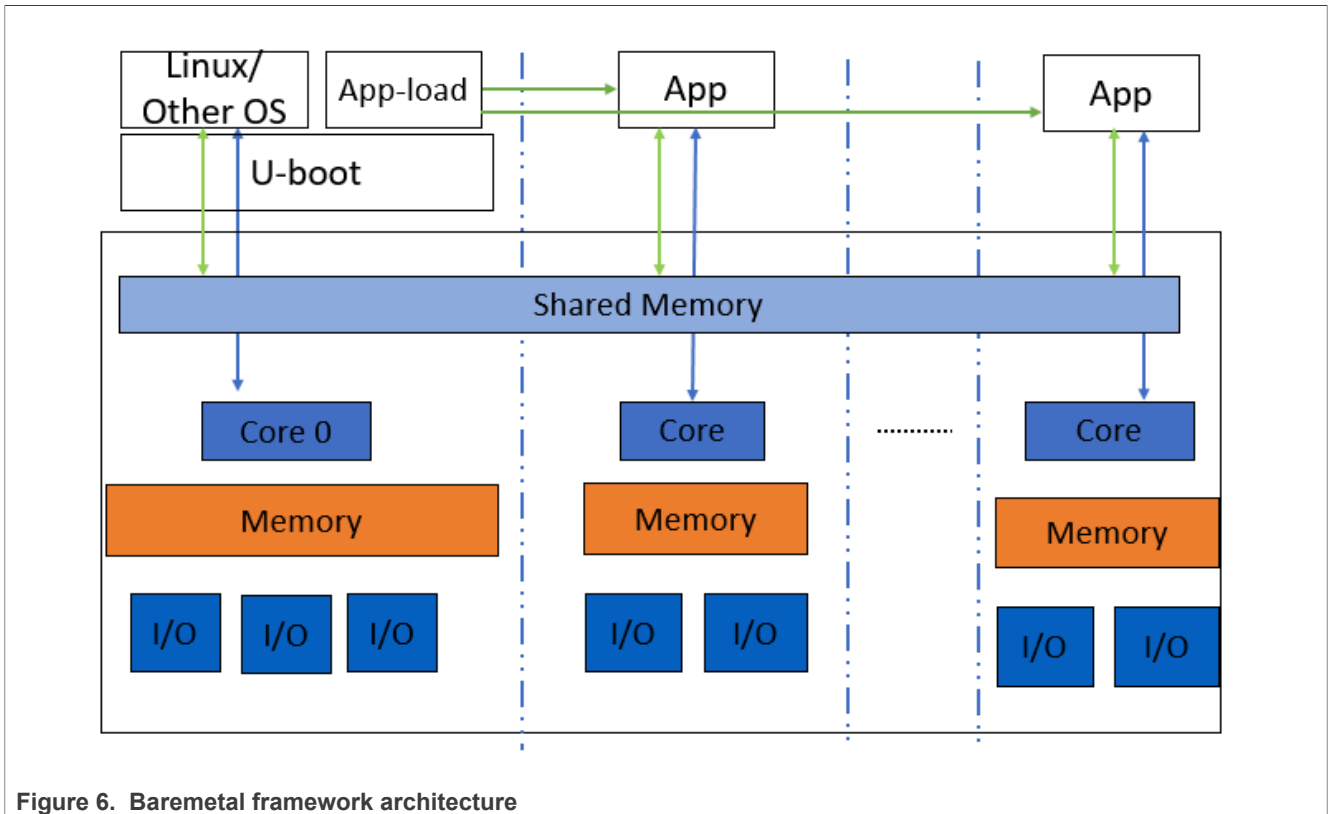 Linux/
Other OS
App-load
App
App
U-boot
Shared Memory
Core 0
Core
..............
Core
Memory
Memory
Memory
I/O
I/O
I/O
I/O
I/O
I/O
I/O
Figure 6. Baremetal framework architecture